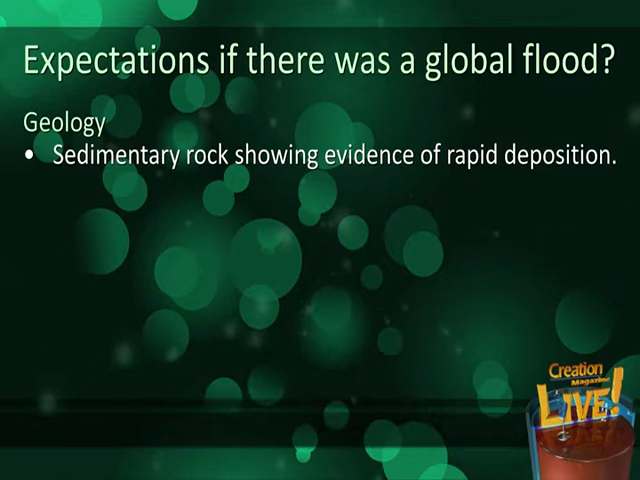 Expectations if there was a global flood?
Geology
• Sedimentary rock showing evidence of rapid deposition.
Creation
Magazine
LIVE!